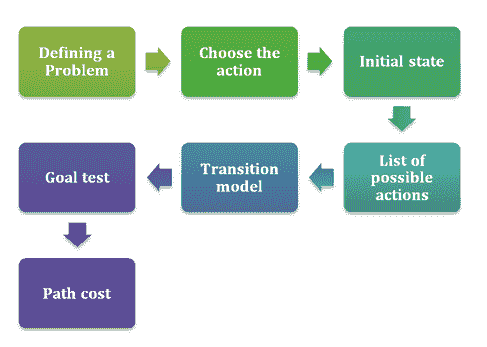 Defining a
Problem
Choose the
action
Initial state
List of
possible
actions
Transition
model
Goal test
Path cost